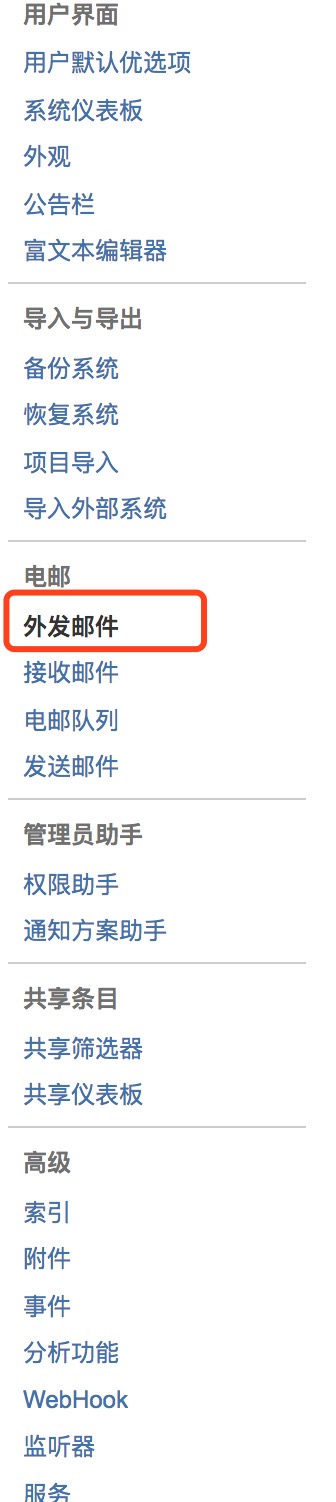 用户界面
用户默认优选项
系统仪表板
外观
公告栏
富文本编辑器
导入与导出
备份系统
恢复系统
项目导入
导入外部系统
电邮
外发邮件
接收邮件
电邮队列
发送邮件
管理员助手
权限助手
通知方案助手
共享条目
共享筛选器
共享仪表板
高级
索引
附件
事件
分析功能
WebHook
监听器
服务